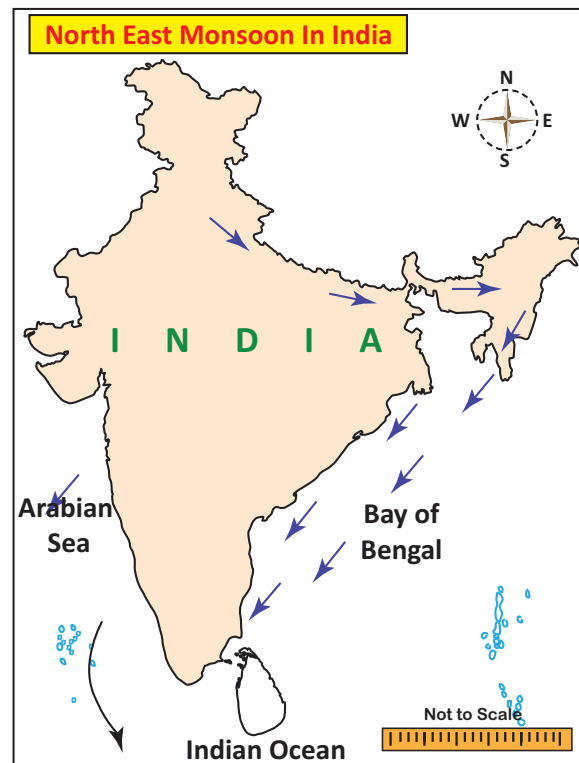 North East Monsoon In India
N
W E
S
I N D I A
Arabian
Sea
Bay of
Bengal
Not to Scale
Indian Ocean